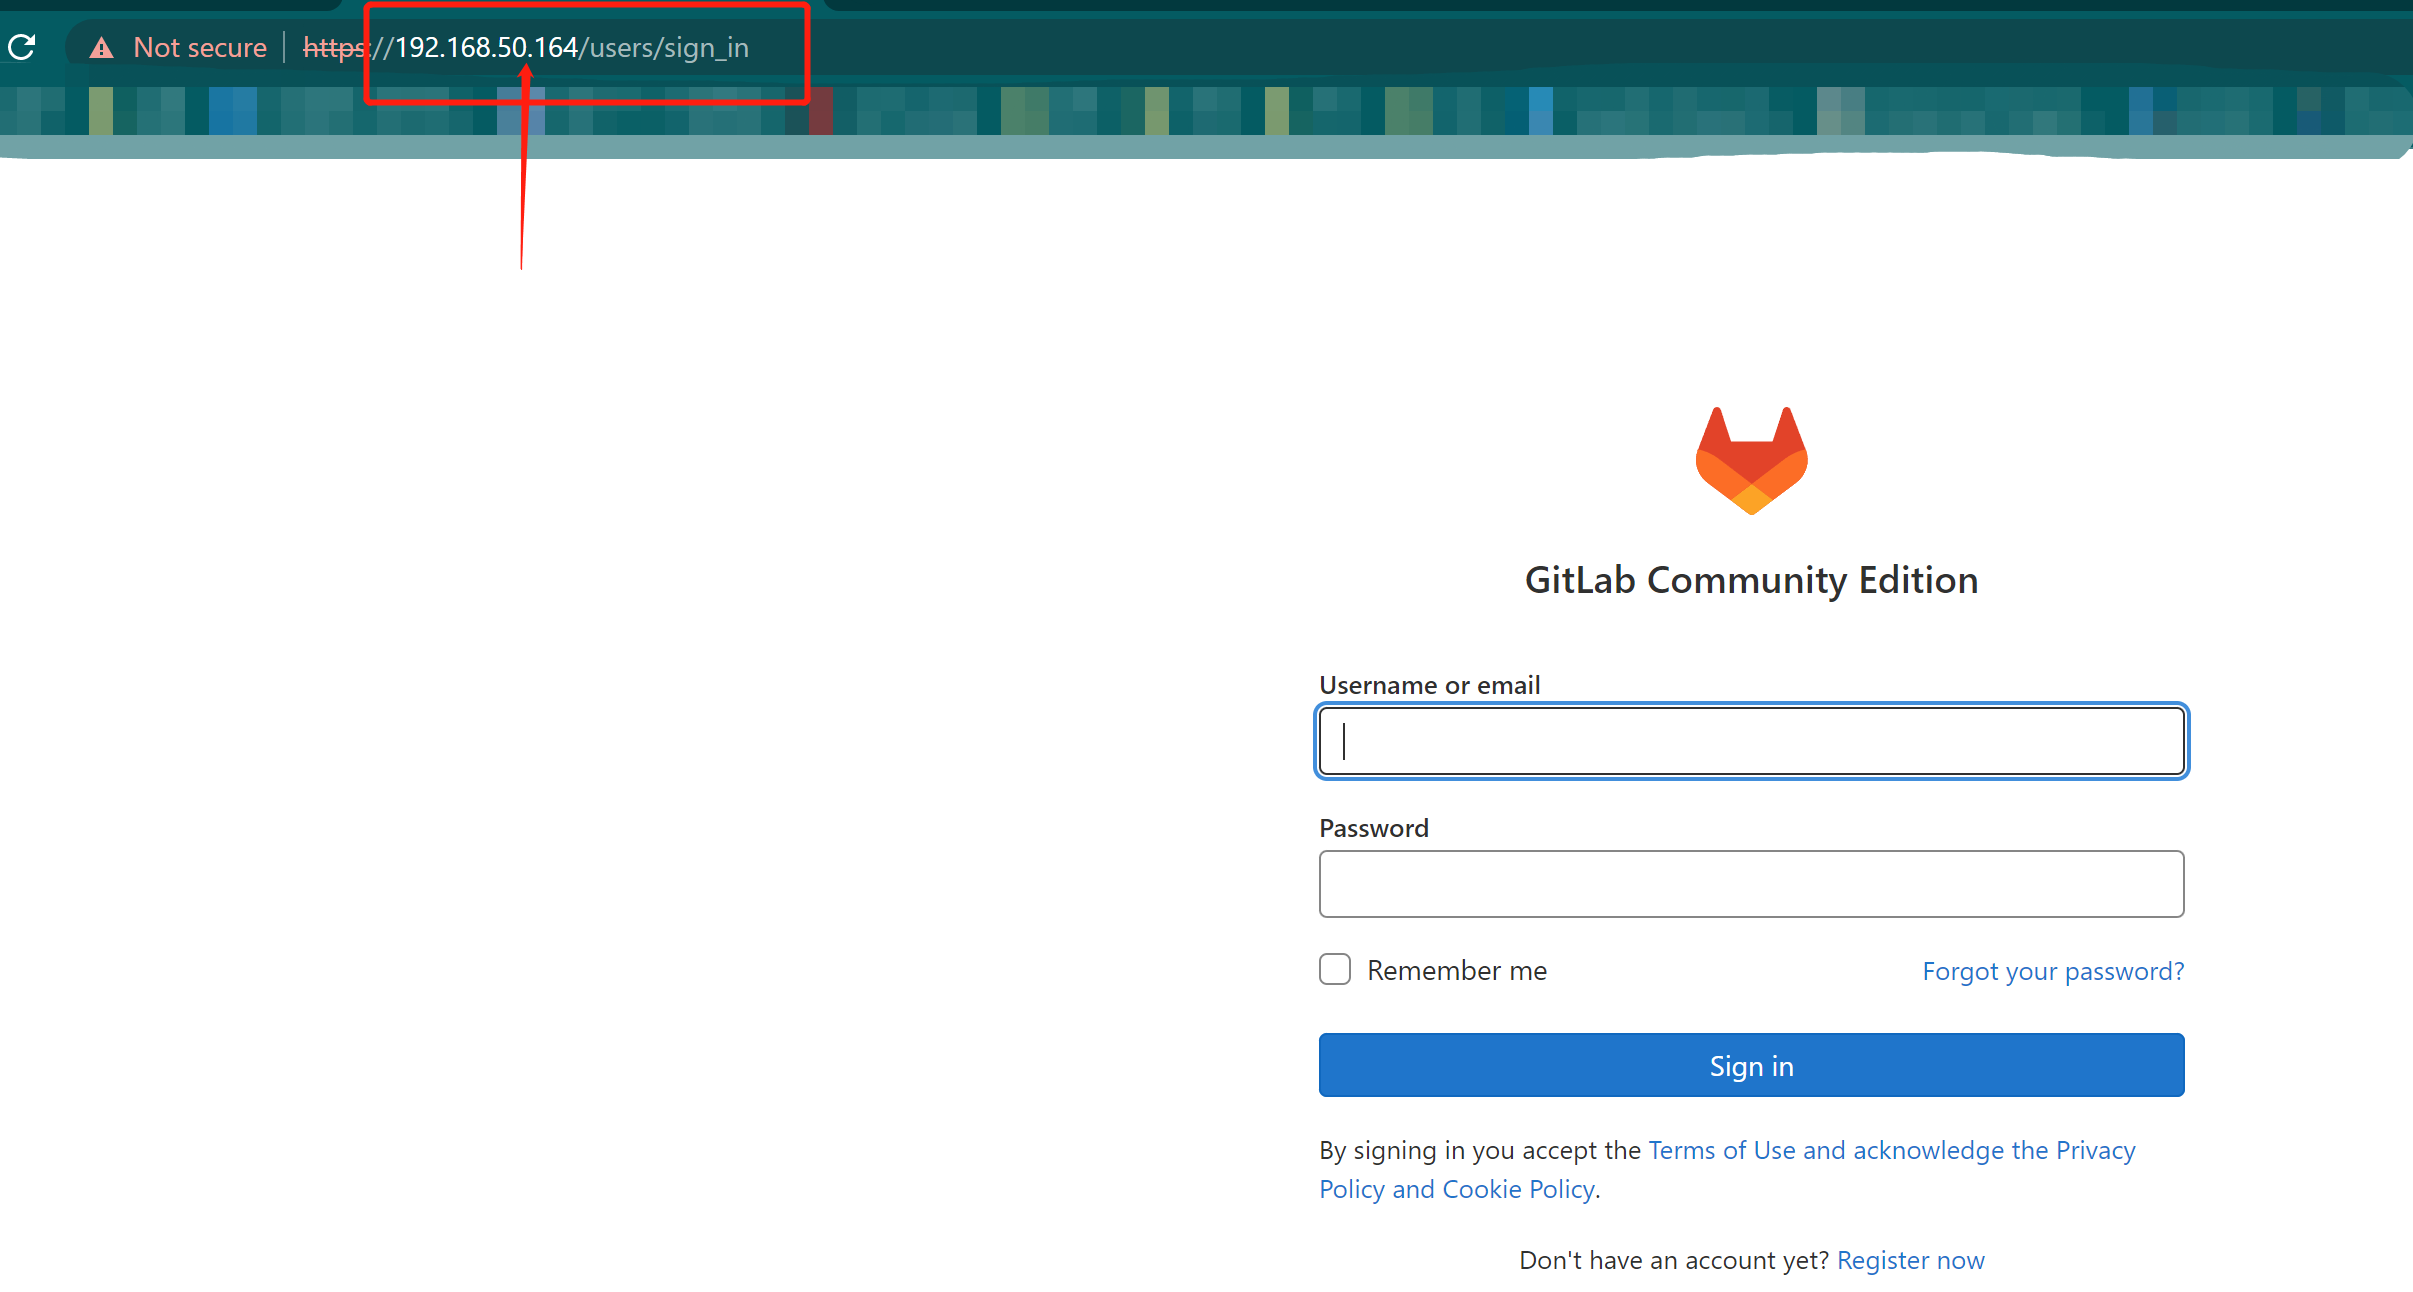 Not secure | https://192.168.50.164/users/sign_in
GitLab Community Edition
Username or email
Password
Remember me
Forgot your password?
Sign in
By signing in you accept the Terms of Use and acknowledge the Privacy
Policy and Cookie Policy.
Don't have an account yet? Register now